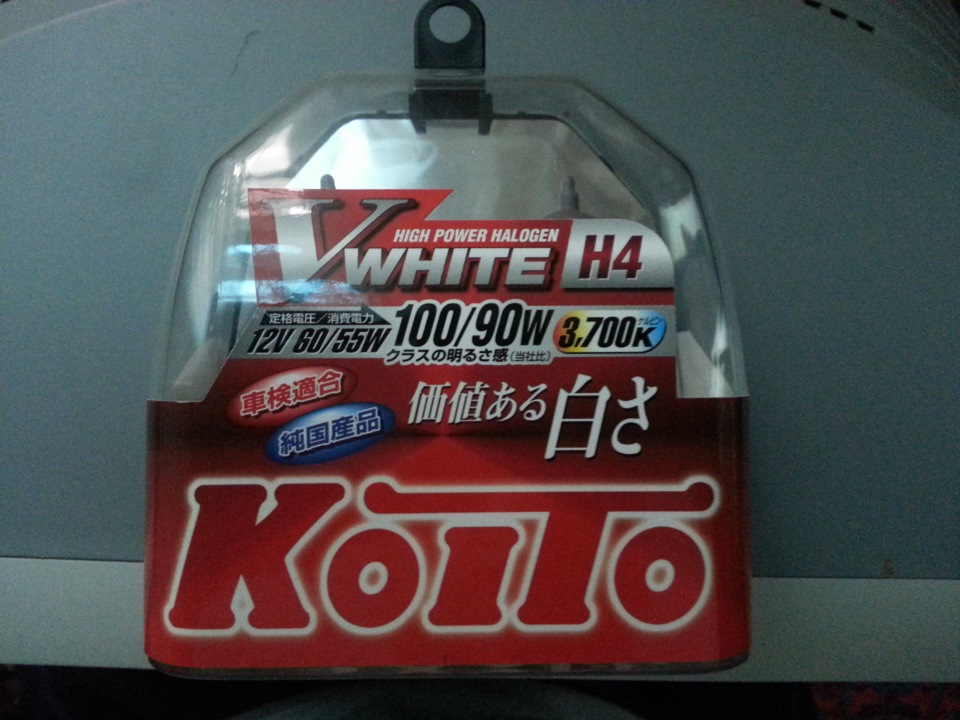 HIGH POWER HALOGEN
V WHITE H4
定格電圧/消費電力
12V 60/55W 100/90W 3,700K ケルビン
クラスの明るさ感(当社比)
車検適合
純国産品
価値ある白さ
KOITO